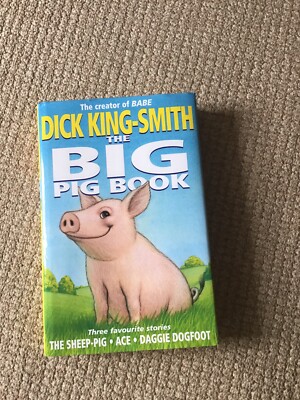 The creator of BABE
DICK KING-SMITH
THE
BIG
PIG BOOK
Three favourite stories
THE SHEEP-PIG • ACE • DAGGIE DOGFOOT